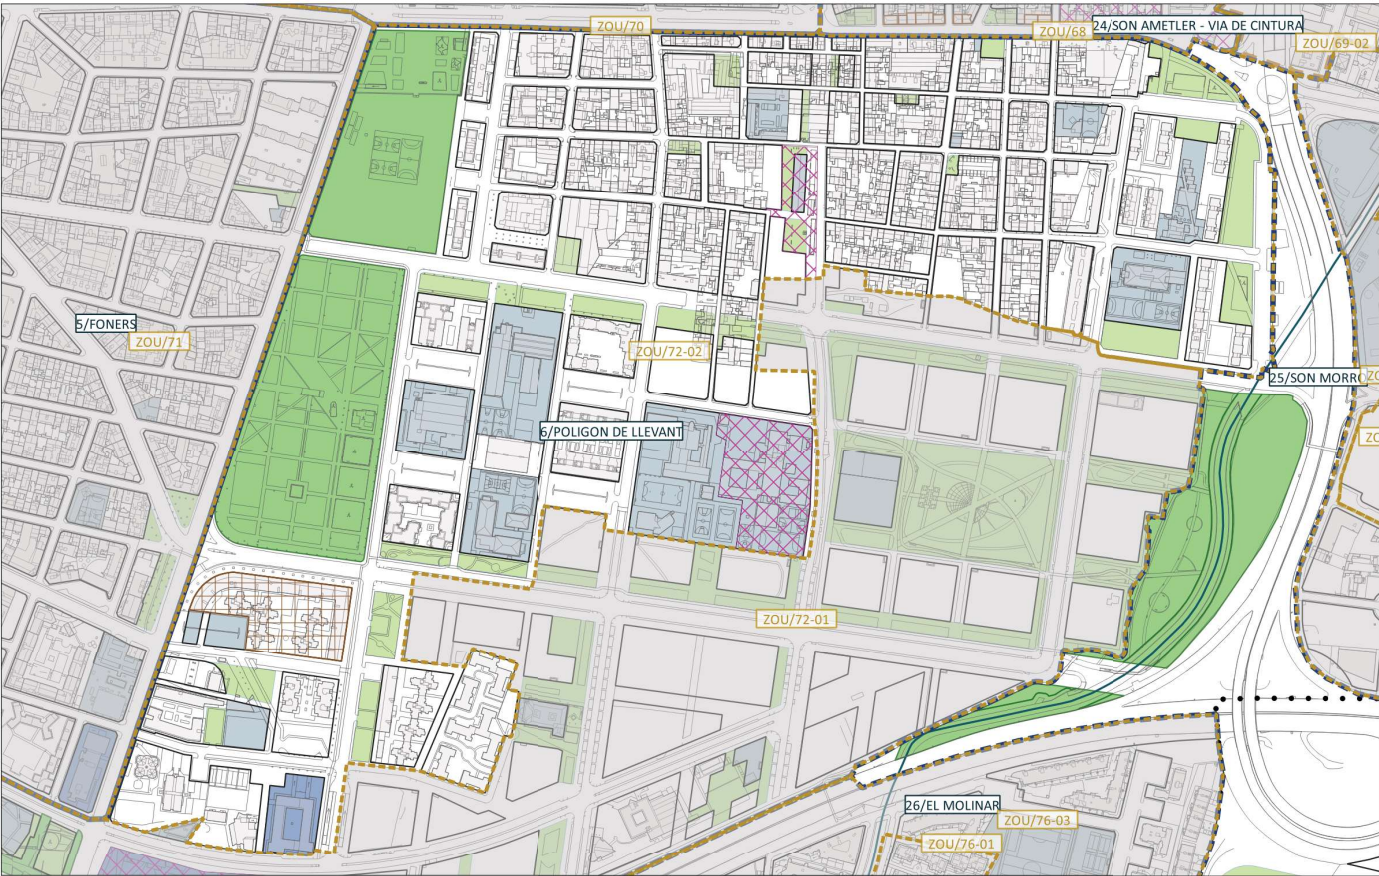 ZOU/70
24/SON AMETLER - VIA DE CINTURA
ZOU/68
ZOU/69-02
5/FONERS
ZOU/71
ZOU/72-02
25/SON MORRO
6/POLIGON DE LLEVANT
ZOU/72-01
26/EL MOLINAR
ZOU/76-03
ZOU/76-01